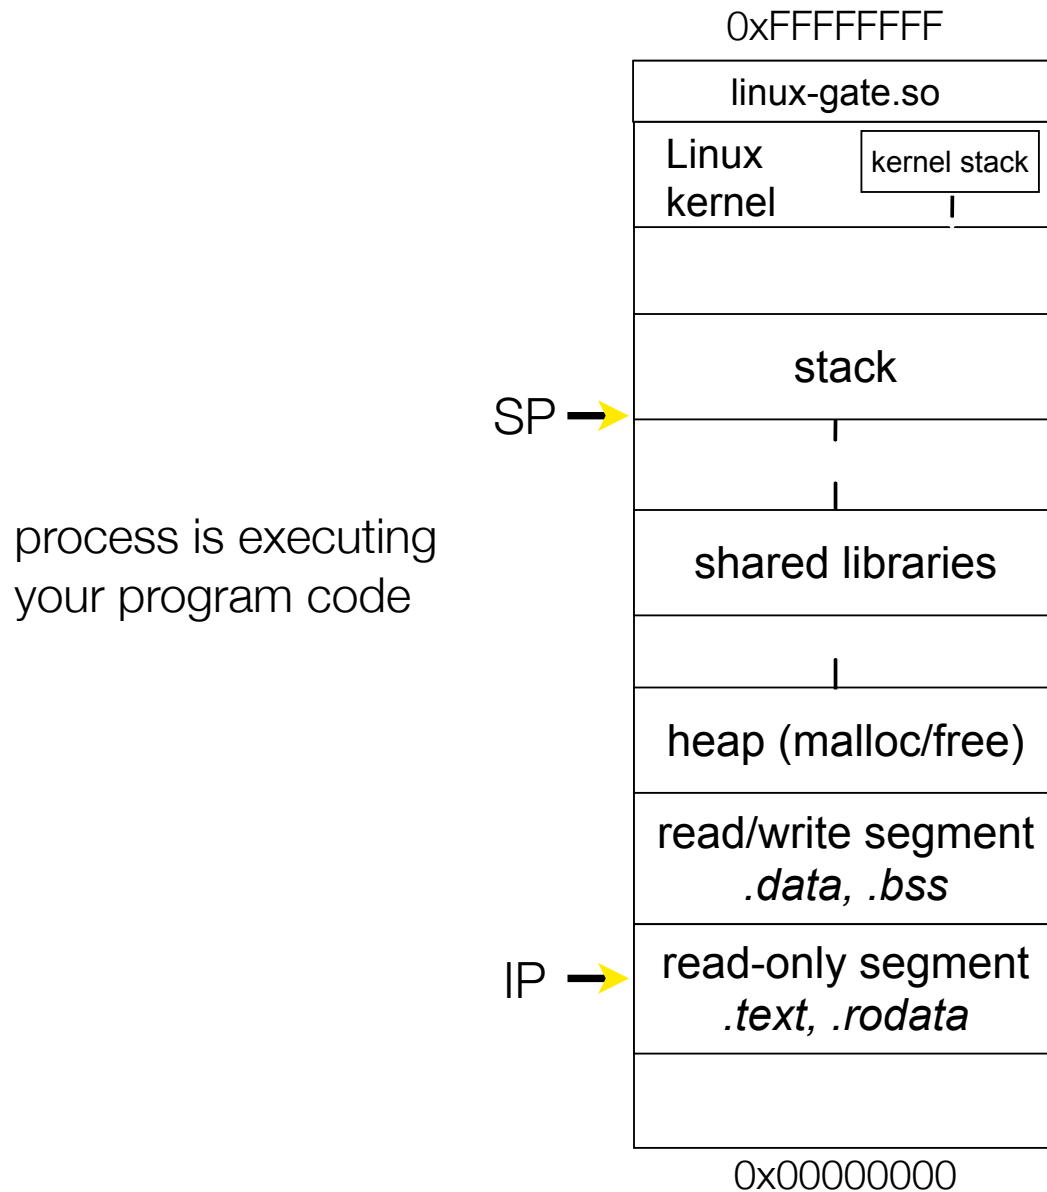 0xFFFFFFFF
linux-gate.so
Linux
kernel
kernel stack
stack
SP
process is executing
your program code
shared libraries
heap (malloc/free)
read/write segment
.data, .bss
IP
read-only segment
.text, .rodata
0x00000000